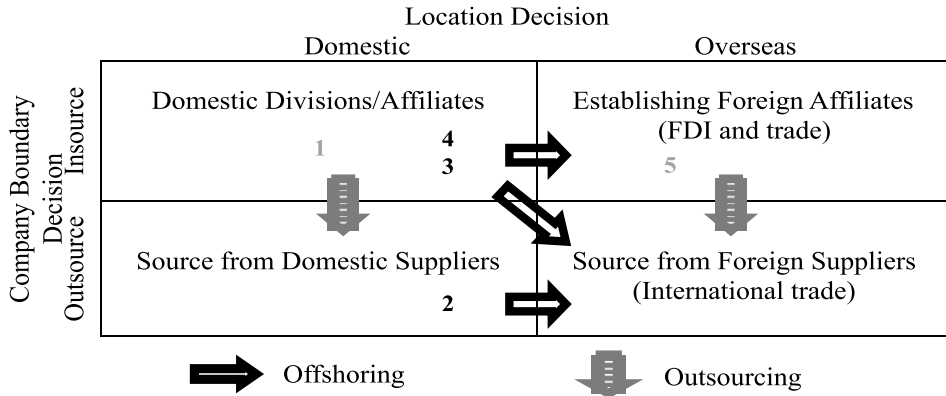 Location Decision
Domestic
Overseas
Company Boundary
Decision
Insource
Outsource
Domestic Divisions/Affiliates
1
4
3
Establishing Foreign Affiliates
(FDI and trade)
5
Source from Domestic Suppliers
2
Source from Foreign Suppliers
(International trade)
Offshoring
Outsourcing